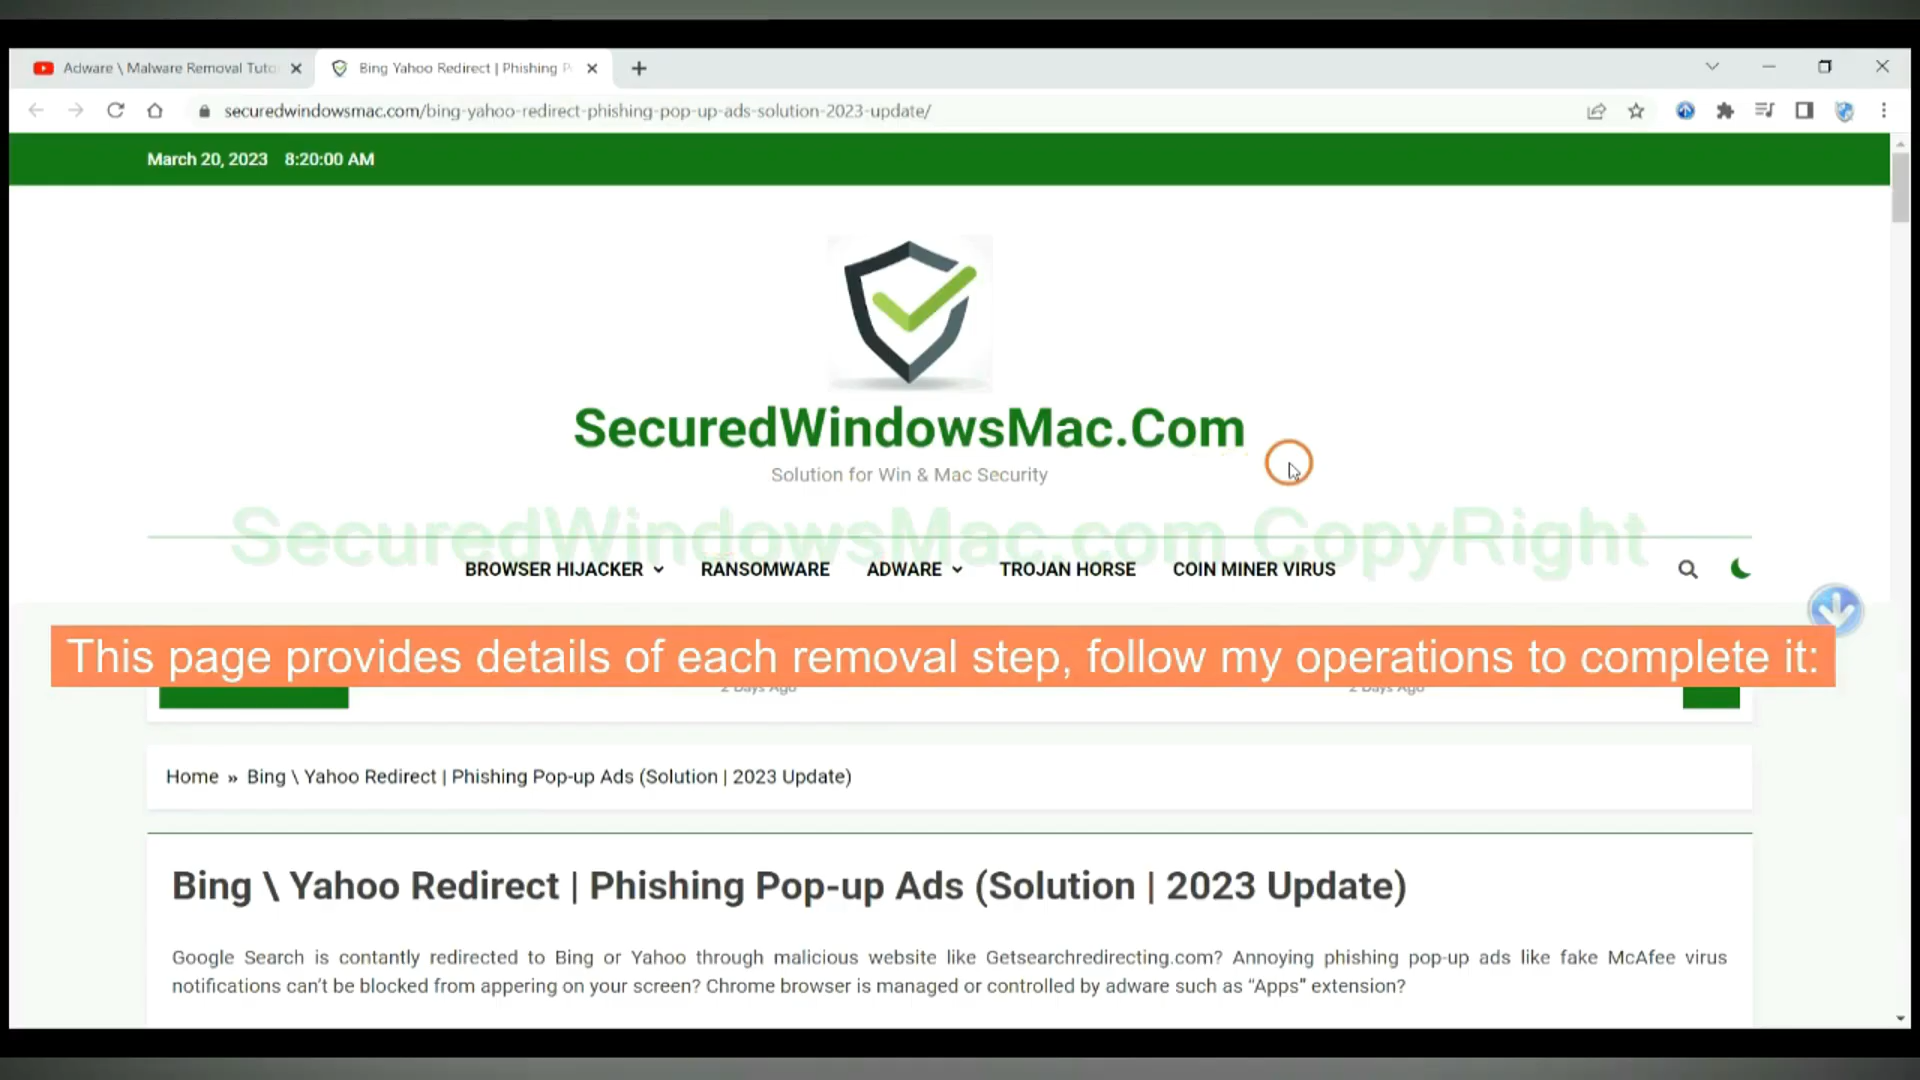 Adware \ Malware Removal Tuto
Bing Yahoo Redirect | Phishing P
securedwindowsmac.com/bing-yahoo-redirect-phishing-pop-up-ads-solution-2023-update/
March 20, 2023 8:20:00 AM
SecuredWindowsMac.Com
Solution for Win & Mac Security
SecuredWindowsMac.com CopyRight
BROWSER HIJACKER RANSOMWARE ADWARE TROJAN HORSE COIN MINER VIRUS
This page provides details of each removal step, follow my operations to complete it:
2 Days Ago 2 Days Ago
Home » Bing \ Yahoo Redirect | Phishing Pop-up Ads (Solution | 2023 Update)
Bing \ Yahoo Redirect | Phishing Pop-up Ads (Solution | 2023 Update)
Google Search is contantly redirected to Bing or Yahoo through malicious website like Getsearchredirecting.com? Annoying phishing pop-up ads like fake McAfee virus
notifications can't be blocked from appering on your screen? Chrome browser is managed or controlled by adware such as “Apps” extension?